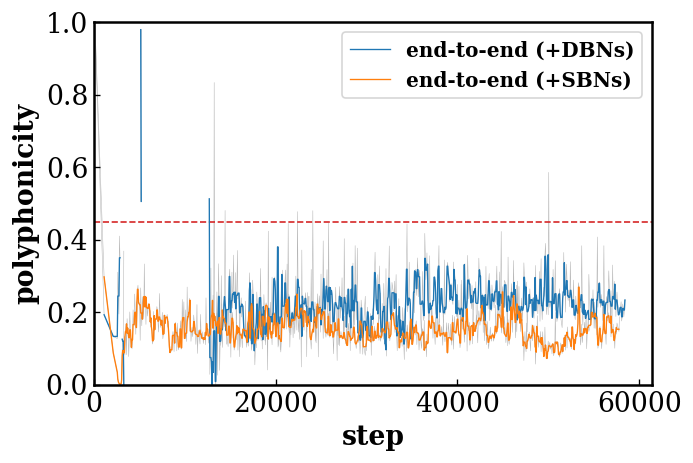 1.0
0.8
0.6
0.4
0.2
0.0
polyphonicity
end-to-end (+DBNs)
end-to-end (+SBNs)
0 20000 40000 60000
step